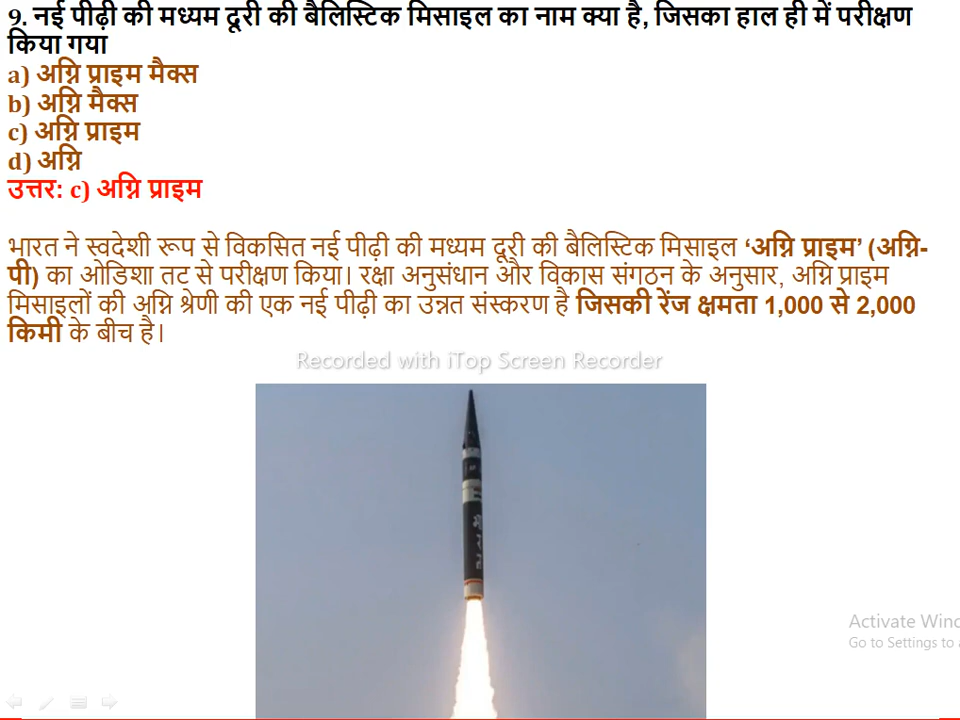 9. नई पीढ़ी की मध्यम दूरी की बैलिस्टिक मिसाइल का नाम क्या है, जिसका हाल ही में परीक्षण
किया गया
a) अग्नि प्राइम मैक्स
b) अग्नि मैक्स
c) अग्नि प्राइम
d) अग्नि
उत्तर: c) अग्नि प्राइम
भारत ने स्वदेशी रूप से विकसित नई पीढ़ी की मध्यम दूरी की बैलिस्टिक मिसाइल ‘अग्नि प्राइम’ (अग्नि-
पी) का ओडिशा तट से परीक्षण किया। रक्षा अनुसंधान और विकास संगठन के अनुसार, अग्नि प्राइम
मिसाइलों की अग्नि श्रेणी की एक नई पीढ़ी का उन्नत संस्करण है जिसकी रेंज क्षमता 1,000 से 2,000
किमी के बीच है।
Recorded with iTop Screen Recorder
Activate Wind
Go to Settings to